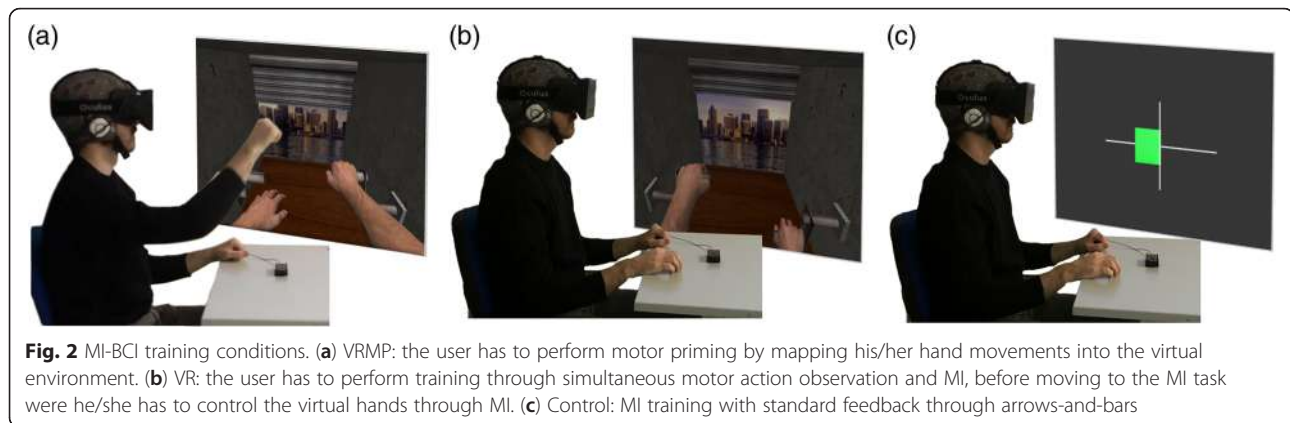 (a)
(b)
(c)
Oculus
Oculus
Oculus
Fig. 2 MI-BCI training conditions. (a) VRMP: the user has to perform motor priming by mapping his/her hand movements into the virtual
environment. (b) VR: the user has to perform training through simultaneous motor action observation and MI, before moving to the MI task
were he/she has to control the virtual hands through MI. (c) Control: MI training with standard feedback through arrows-and-bars